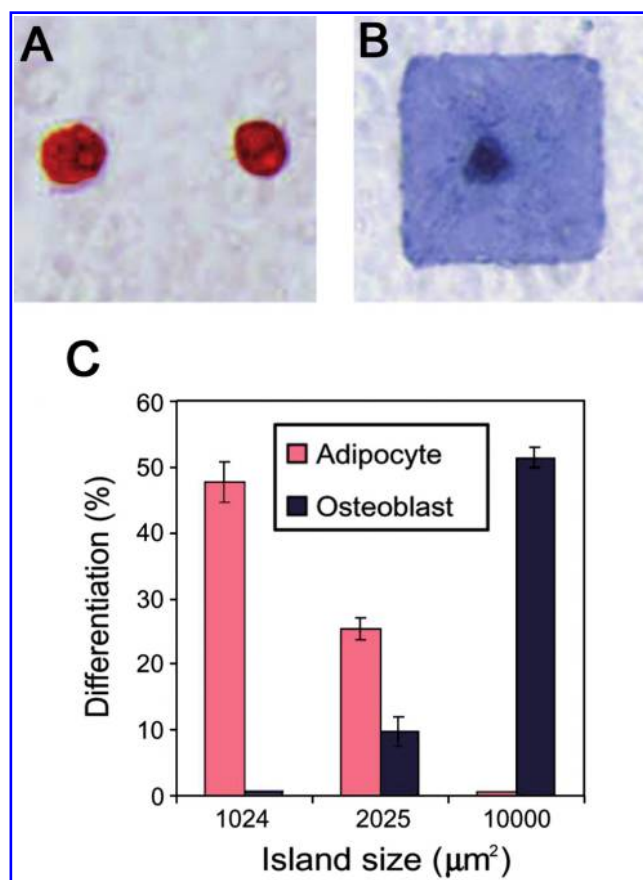 A
B
C
60
50
40
30
20
10
0
Differentiation (%)
Adipocyte
Osteoblast
1024 2025 10000
Island size (μm²)